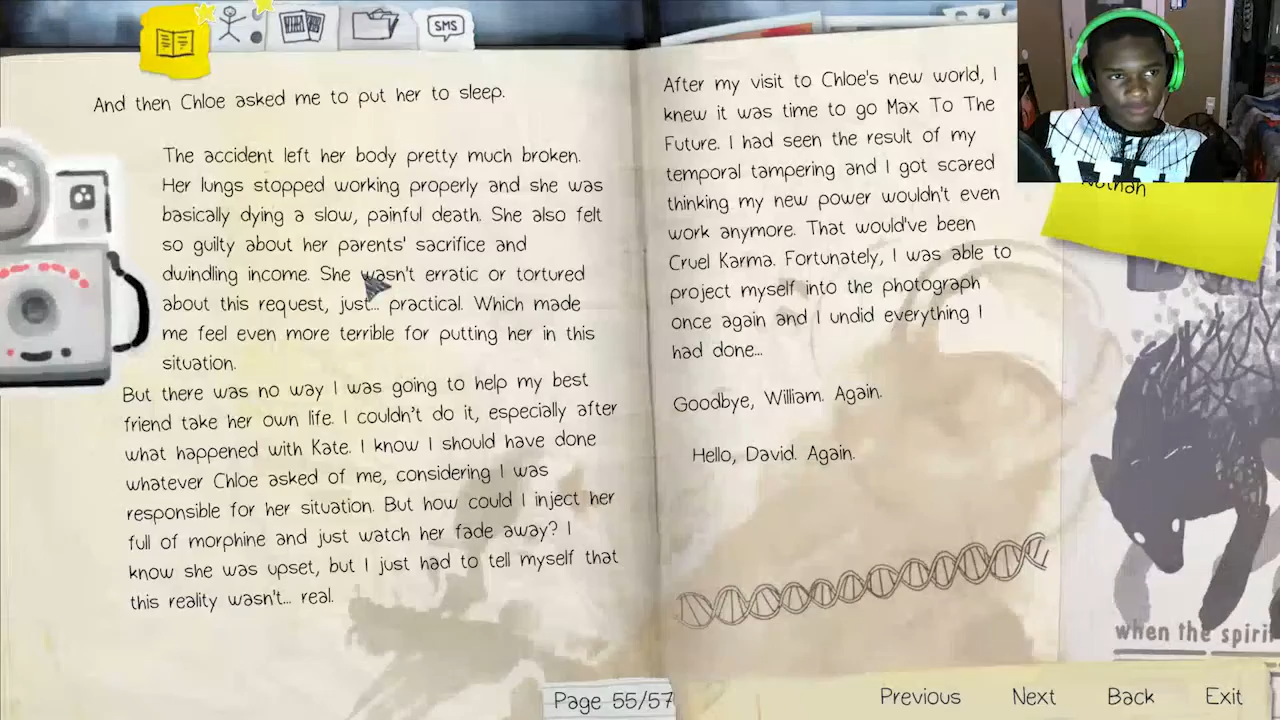 SMS
And then Chloe asked me to put her to sleep.
The accident left her body pretty much broken.
Her lungs stopped working properly and she was
basically dying a slow, painful death. She also felt
so guilty about her parents' sacrifice and
dwindling income. She wasn't erratic or tortured
about this request, just... practical. Which made
me feel even more terrible for putting her in this
situation.
But there was no way I was going to help my best
friend take her own life. I couldn't do it, especially after
what happened with Kate. I know I should have done
whatever Chloe asked of me, considering I was
responsible for her situation. But how could I inject her
full of morphine and just watch her fade away? I
know she was upset, but I just had to tell myself that
this reality wasn't... real.
After my visit to Chloe's new world, I
knew it was time to go Max To The
Future. I had seen the result of my
temporal tampering and I got scared
thinking my new power wouldn't even
work anymore. That would've been
Cruel Karma. Fortunately, I was able to
project myself into the photograph
once again and I undid everything I
had done...
Goodbye, William. Again.
Hello, David. Again.
Nathan
when the spiri
Page 55/57
Previous Next Back Exit